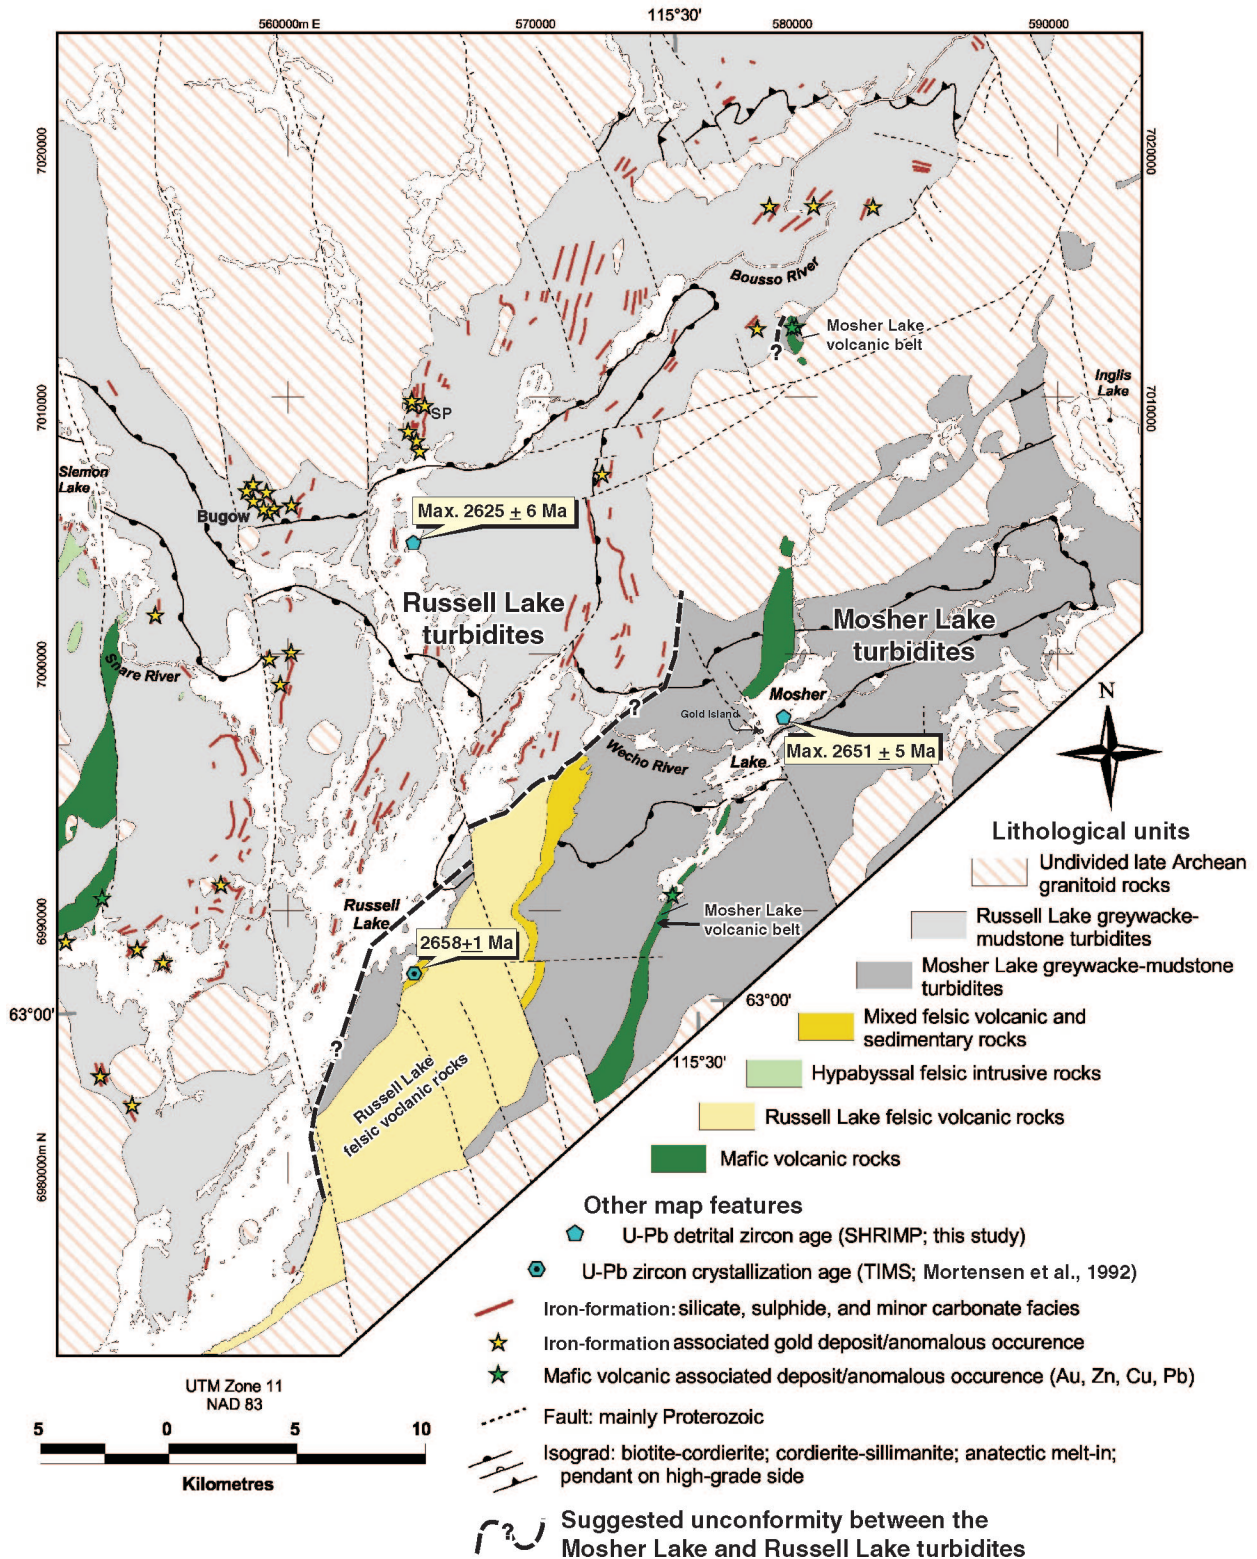 560000m E
570000
115°30'
580000
590000
7020000
7020000
Bousso River
Mosher Lake
volcanic belt
?
Inglis
Lake
7010000
7010000
SP
Slemon
Lake
Bugow
Max. 2625 ± 6 Ma
Russell Lake
turbidites
Mosher Lake
turbidites
7000000
Snare River
Mosher
N
?
Gold Island
Wecho River
Lake
Max. 2651 ± 5 Ma
Russell
Lake
Mosher Lake
volcanic belt
6990000
2658±1 Ma
63°00'
63°00'
?
115°30'
Russell Lake
felsic voclanic rocks
6980000m N
Lithological units
Undivided late Archean
granitoid rocks
Russell Lake greywacke-
mudstone turbidites
Mosher Lake greywacke-mudstone
turbidites
Mixed felsic volcanic and
sedimentary rocks
Hypabyssal felsic intrusive rocks
Russell Lake felsic volcanic rocks
Mafic volcanic rocks
Other map features
U-Pb detrital zircon age (SHRIMP; this study)
U-Pb zircon crystallization age (TIMS; Mortensen et al., 1992)
Iron-formation: silicate, sulphide, and minor carbonate facies
Iron-formation associated gold deposit/anomalous occurence
Mafic volcanic associated deposit/anomalous occurence (Au, Zn, Cu, Pb)
Fault: mainly Proterozoic
Isograd: biotite-cordierite; cordierite-sillimanite; anatectic melt-in;
pendant on high-grade side
? Suggested unconformity between the
Mosher Lake and Russell Lake turbidites
UTM Zone 11
NAD 83
5 0 5 10
Kilometres